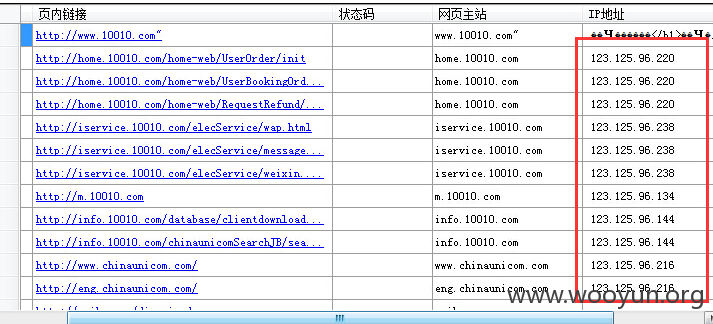 页内链接 状态码 网页主站 IP地址
http://www.10010.com" www.10010.com"
http://home.10010.com/home-web/UserOrder/init home.10010.com 123.125.96.220
http://home.10010.com/home-web/UserBookingOrd... home.10010.com 123.125.96.220
http://home.10010.com/home-web/RequestRefund/... home.10010.com 123.125.96.220
http://iservice.10010.com/elecService/wap.html iservice.10010.com 123.125.96.238
http://iservice.10010.com/elecService/message... iservice.10010.com 123.125.96.238
http://iservice.10010.com/elecService/weixin.... iservice.10010.com 123.125.96.238
http://m.10010.com m.10010.com 123.125.96.134
http://info.10010.com/database/clientdownload... info.10010.com 123.125.96.144
http://info.10010.com/chinaunicomSearchJB/sea... info.10010.com 123.125.96.144
http://www.chinaunicom.com/ www.chinaunicom.com 123.125.96.216
http://eng.chinaunicom.com/ eng.chinaunicom.com 123.125.96.216
www.wooyun.org